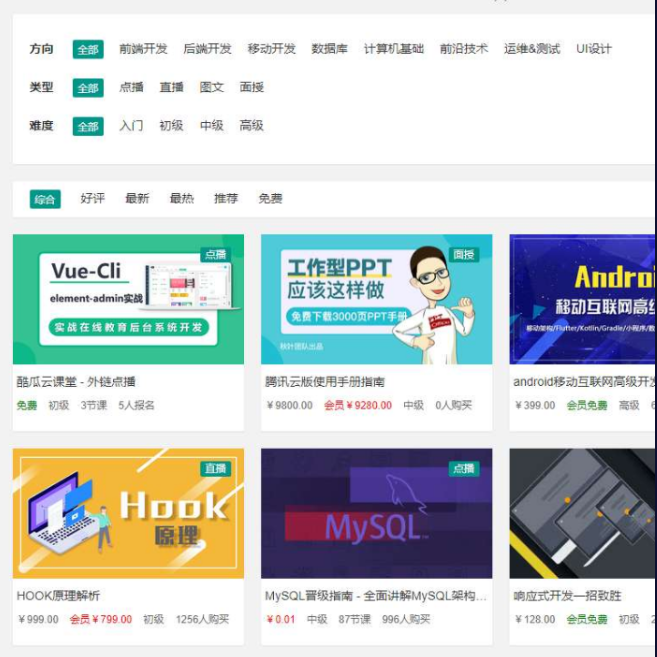 方向 全部 前端开发 后端开发 移动开发 数据库 计算机基础 前沿技术 运维&测试 UI设计
类型 全部 点播 直播 图文 面授
难度 全部 入门 初级 中级 高级
综合 好评 最新 最热 推荐 免费
点播
Vue-Cli
element-admin实战
实战在线教育后台系统开发
酷瓜云课堂 - 外链点播
免费 初级 3节课 5人报名
面授
工作型PPT
应该这样做
免费下载3000页PPT手册
秋叶团队出品
腾讯云版使用手册指南
¥9800.00 会员¥9280.00 中级 0人购买
Androi
移动互联网高级
移动架构/Flutter/Kotlin/Gradle/小程序/数
android移动互联网高级开发
¥399.00 会员免费 高级 6
直播
Hook
原理
HOOK原理解析
¥999.00 会员¥799.00 初级 1256人购买
点播
MySQL
MySQL晋级指南 - 全面讲解MySQL架构...
¥0.01 中级 87节课 996人购买
响应式开发一招致胜
¥128.00 会员免费 初级 2